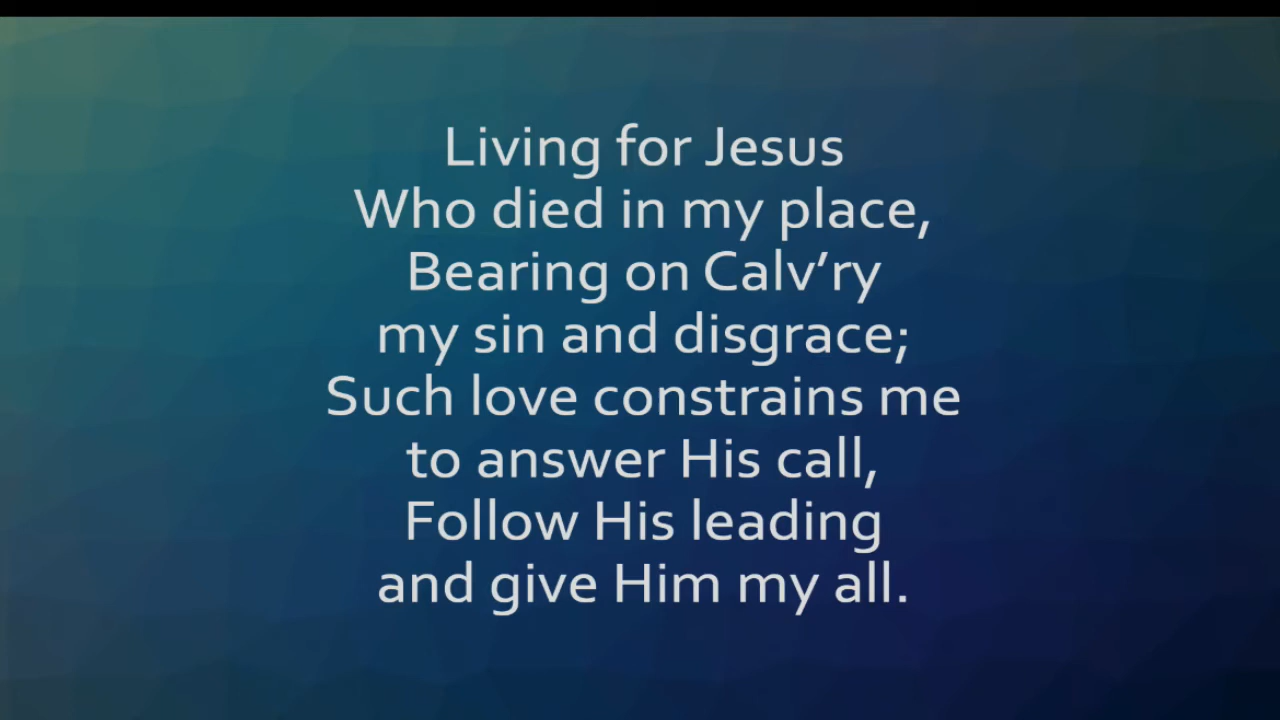 Living for Jesus
Who died in my place,
Bearing on Calv’ry
my sin and disgrace;
Such love constrains me
to answer His call,
Follow His leading
and give Him my all.